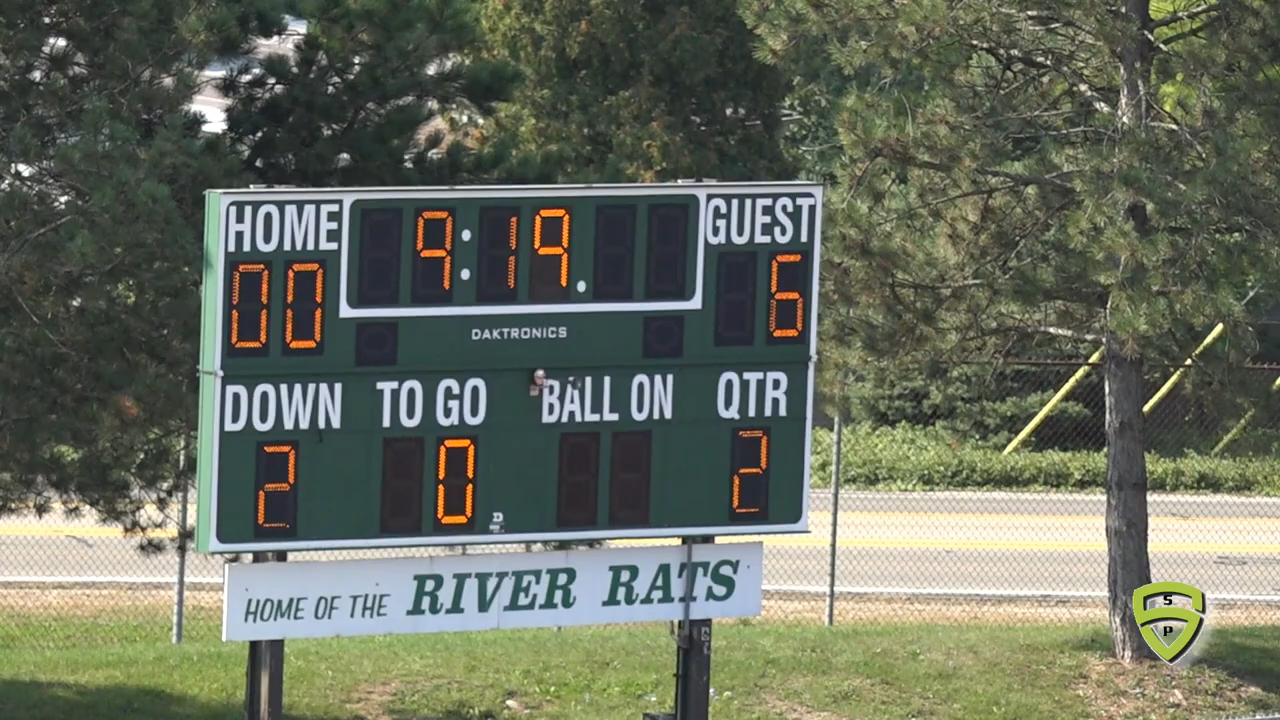 HOME 9:19. GUEST
00 6
DAKTRONICS
DOWN TO GO BALL ON QTR
2 0 2
HOME OF THE RIVER RATS
S
P